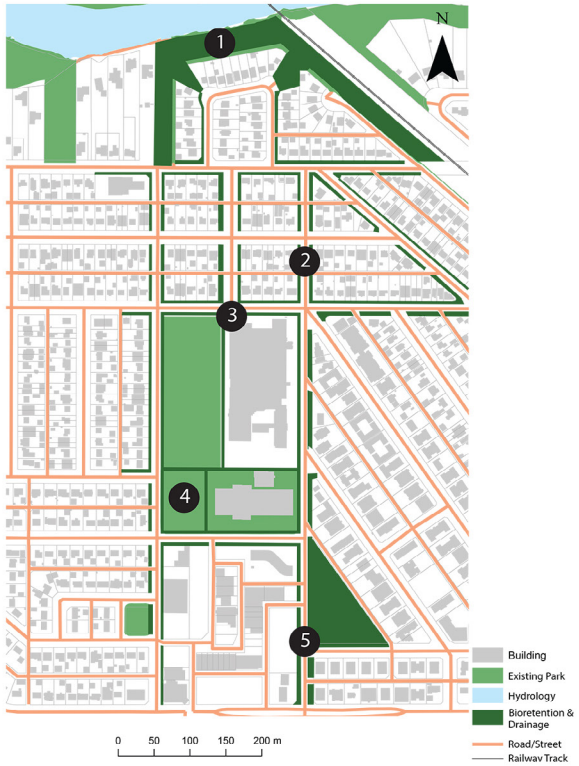 1
N
2
3
4
5
Building
Existing Park
Hydrology
Bioretention &
Drainage
Road/Street
Railway Track
0 50 100 150 200 m